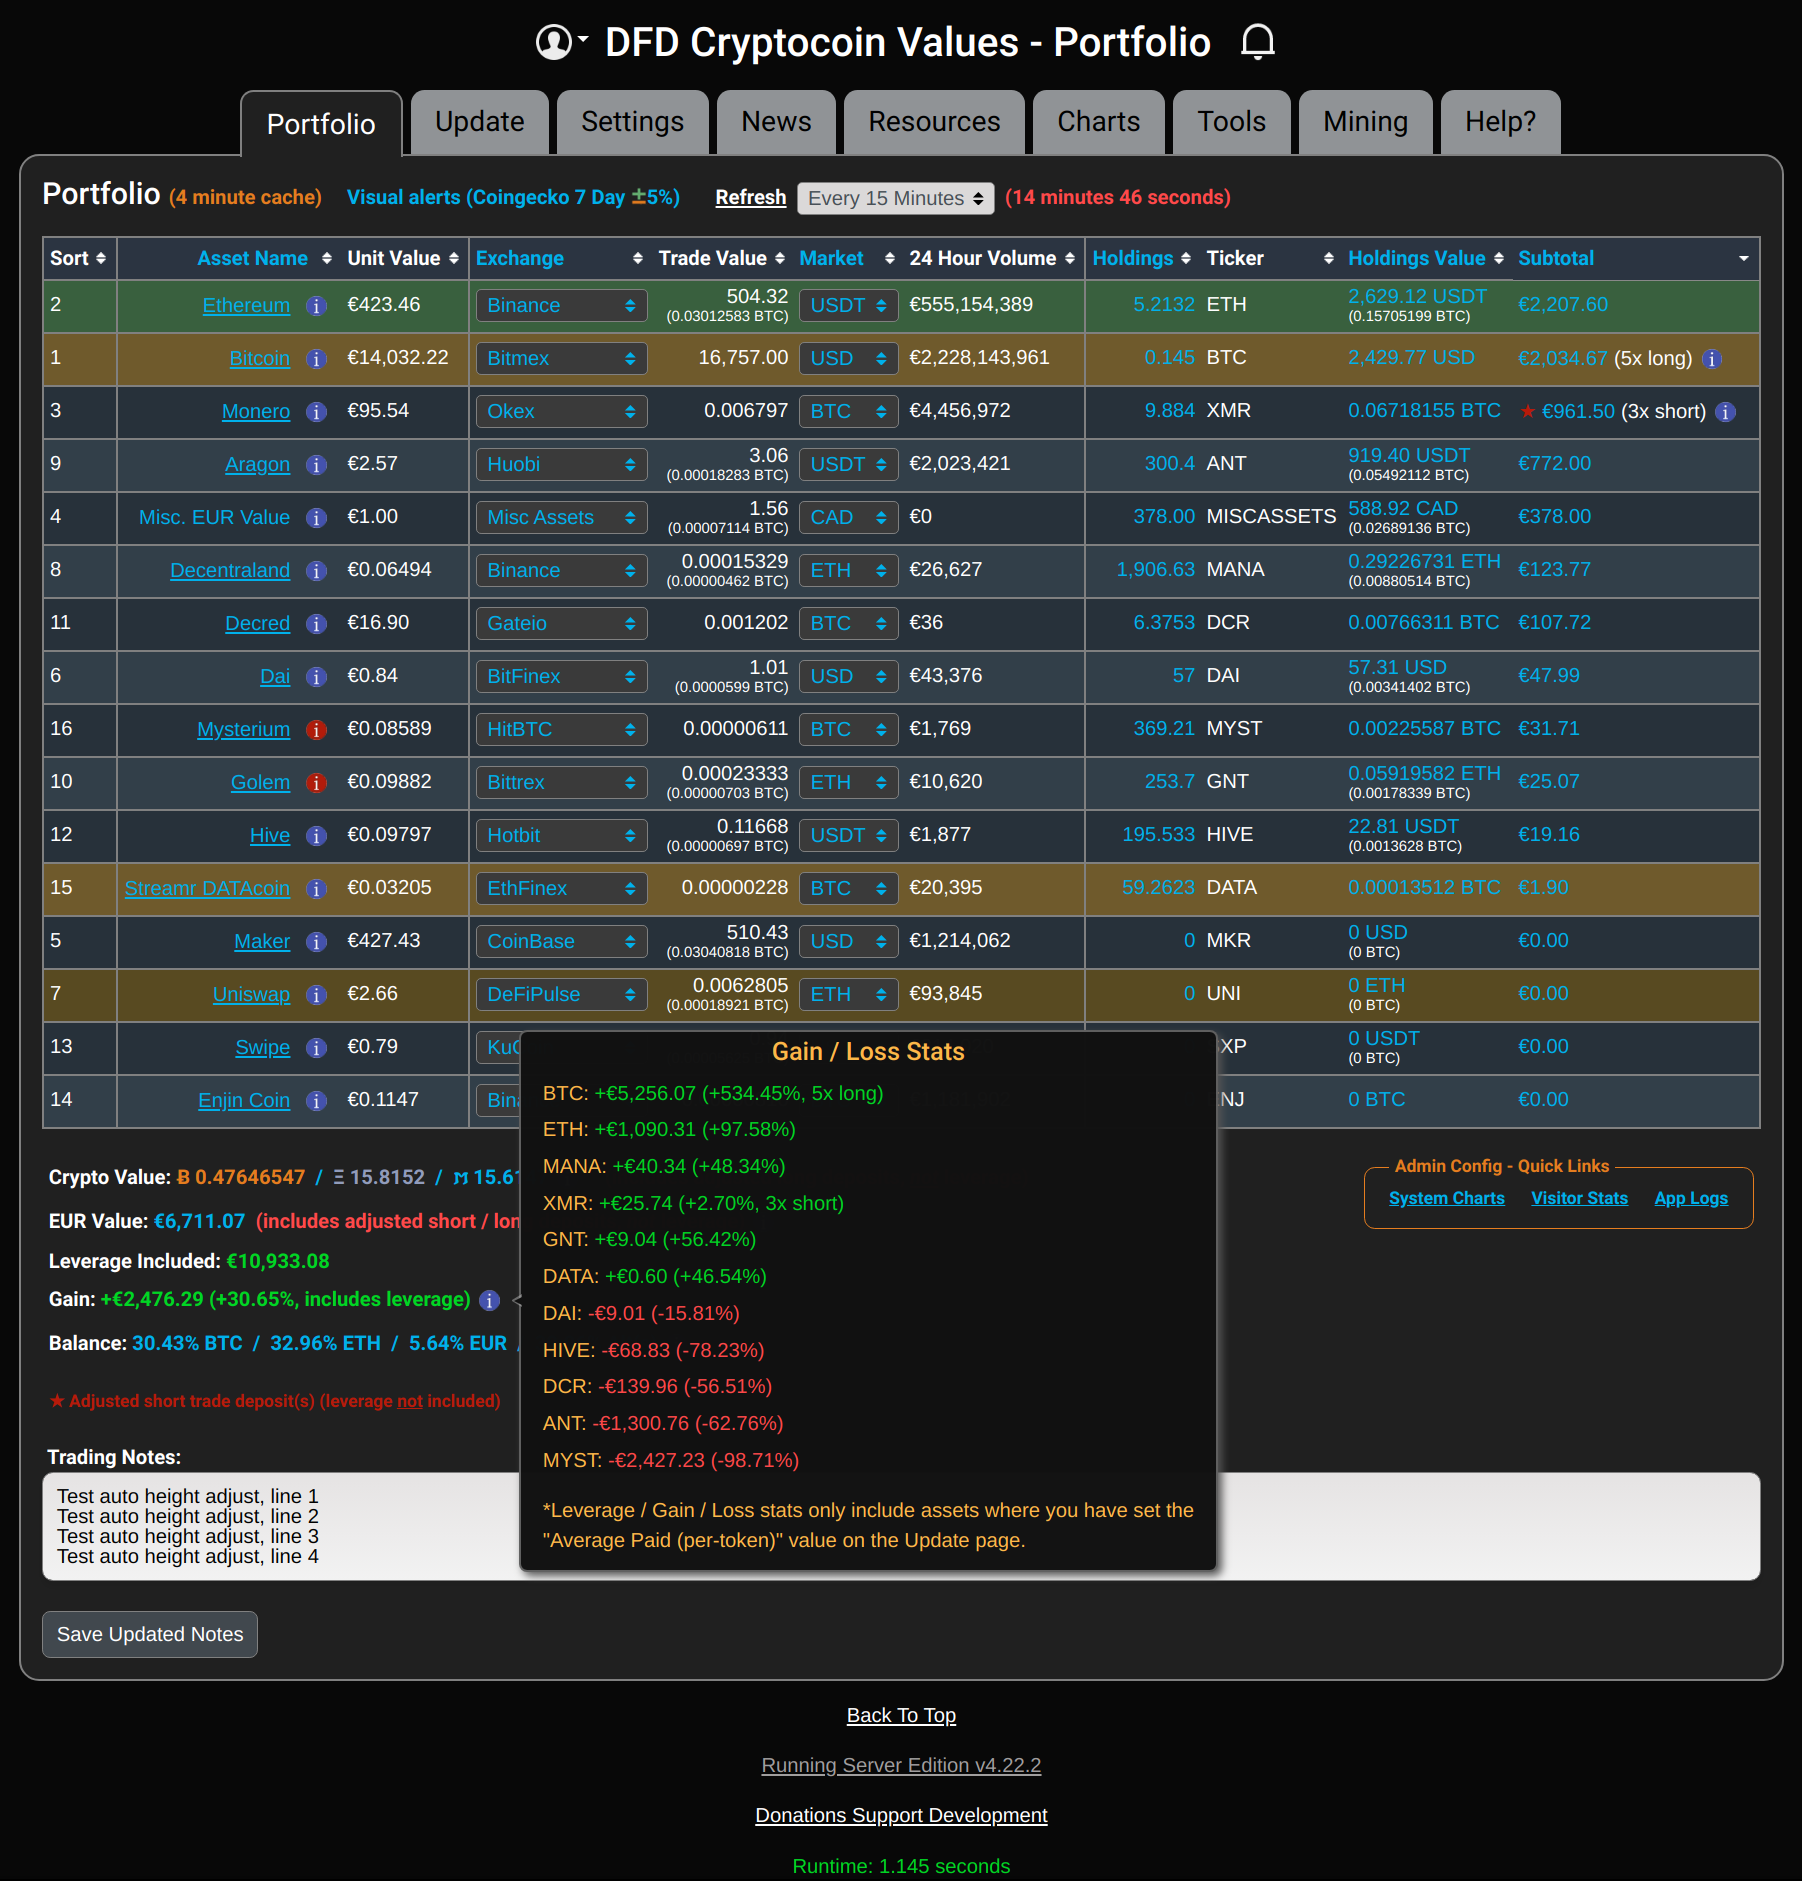 DFD Cryptocoin Values - Portfolio
Portfolio Update Settings News Resources Charts Tools Mining Help?
Portfolio (4 minute cache) Visual alerts (Coingecko 7 Day ±5%) Refresh Every 15 Minutes (14 minutes 46 seconds)
Sort Asset Name Unit Value Exchange Trade Value Market 24 Hour Volume Holdings Ticker Holdings Value Subtotal
2 Ethereum i €423.46 Binance 504.32 USDT €555,154,389 5.2132 ETH 2,629.12 USDT €2,207.60
(0.03012583 BTC) (0.15705199 BTC)
1 Bitcoin i €14,032.22 Bitmex 16,757.00 USD €2,228,143,961 0.145 BTC 2,429.77 USD €2,034.67 (5x long) i
3 Monero i €95.54 Okex 0.006797 BTC €4,456,972 9.884 XMR 0.06718155 BTC ★ €961.50 (3x short) i
9 Aragon i €2.57 Huobi 3.06 USDT €2,023,421 300.4 ANT 919.40 USDT €772.00
(0.00018283 BTC) (0.05492112 BTC)
4 Misc. EUR Value i €1.00 Misc Assets 1.56 CAD €0 378.00 MISCASSETS 588.92 CAD €378.00
(0.00007114 BTC) (0.02689136 BTC)
8 Decentraland i €0.06494 Binance 0.00015329 ETH €26,627 1,906.63 MANA 0.29226731 ETH €123.77
(0.00000462 BTC) (0.00880514 BTC)
11 Decred i €16.90 Gateio 0.001202 BTC €36 6.3753 DCR 0.00766311 BTC €107.72
6 Dai i €0.84 BitFinex 1.01 USD €43,376 57 DAI 57.31 USD €47.99
(0.0000599 BTC) (0.00341402 BTC)
16 Mysterium i €0.08589 HitBTC 0.00000611 BTC €1,769 369.21 MYST 0.00225587 BTC €31.71
10 Golem i €0.09882 Bittrex 0.00023333 ETH €10,620 253.7 GNT 0.05919582 ETH €25.07
(0.00000703 BTC) (0.00178339 BTC)
12 Hive i €0.09797 Hotbit 0.11668 USDT €1,877 195.533 HIVE 22.81 USDT €19.16
(0.00000697 BTC) (0.0013628 BTC)
15 Streamr DATAcoin i €0.03205 EthFinex 0.00000228 BTC €20,395 59.2623 DATA 0.00013512 BTC €1.90
5 Maker i €427.43 CoinBase 510.43 USD €1,214,062 0 MKR 0 USD €0.00
(0.03040818 BTC) (0 BTC)
7 Uniswap i €2.66 DeFiPulse 0.0062805 ETH €93,845 0 UNI 0 ETH €0.00
(0.00018921 BTC) (0 BTC)
13 Swipe i €0.79 0 USDT €0.00
(0 BTC)
14 Enjin Coin i €0.1147 0 BTC €0.00
Gain / Loss Stats
BTC: +€5,256.07 (+534.45%, 5x long)
ETH: +€1,090.31 (+97.58%)
MANA: +€40.34 (+48.34%)
XMR: +€25.74 (+2.70%, 3x short)
GNT: +€9.04 (+56.42%)
DATA: +€0.60 (+46.54%)
DAI: -€9.01 (-15.81%)
HIVE: -€68.83 (-78.23%)
DCR: -€139.96 (-56.51%)
ANT: -€1,300.76 (-62.76%)
MYST: -€2,427.23 (-98.71%)
*Leverage / Gain / Loss stats only include assets where you have set the
"Average Paid (per-token)" value on the Update page.
Crypto Value: Ƀ 0.47646547 / Ξ 15.8152 / ɱ 15.61
EUR Value: €6,711.07 (includes adjusted short / lon
Leverage Included: €10,933.08
Gain: +€2,476.29 (+30.65%, includes leverage) i
Balance: 30.43% BTC / 32.96% ETH / 5.64% EUR /
★ Adjusted short trade deposit(s) (leverage not included)
Admin Config - Quick Links
System Charts Visitor Stats App Logs
Trading Notes:
Test auto height adjust, line 1
Test auto height adjust, line 2
Test auto height adjust, line 3
Test auto height adjust, line 4
Save Updated Notes
Back To Top
Running Server Edition v4.22.2
Donations Support Development
Runtime: 1.145 seconds